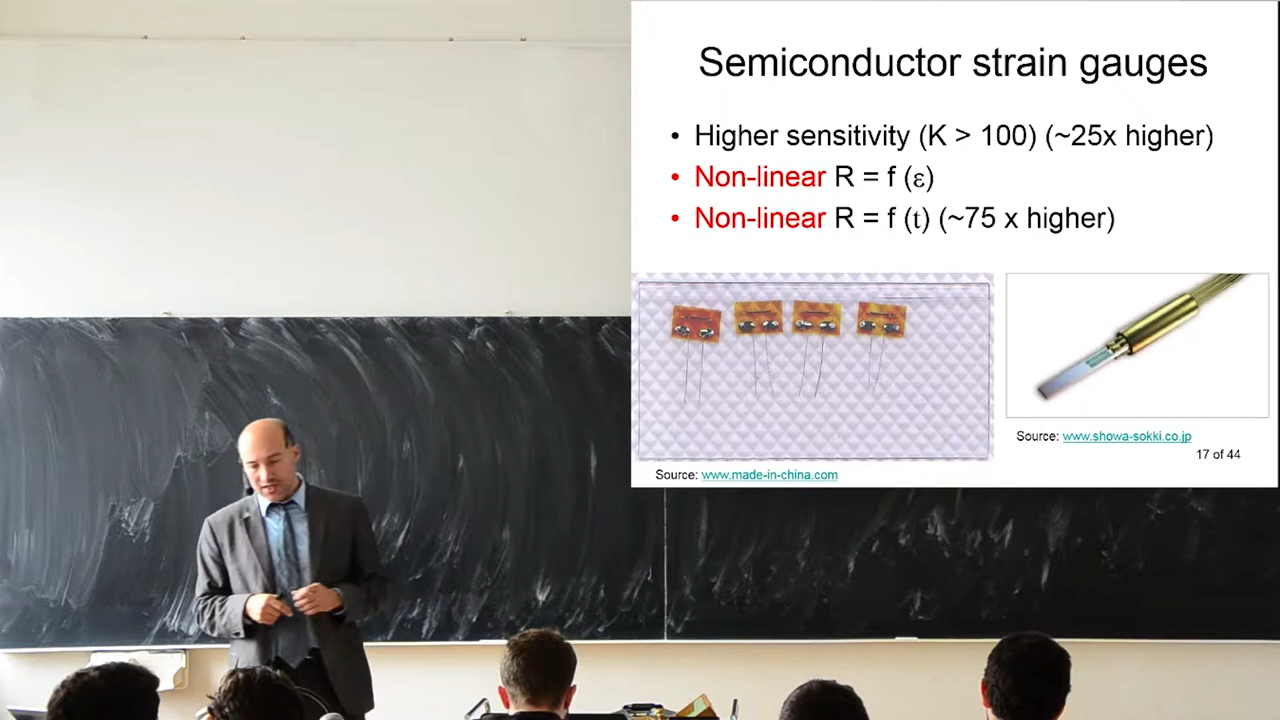 Semiconductor strain gauges
• Higher sensitivity (K > 100) (~25x higher)
• Non-linear R = f (ε)
• Non-linear R = f (t) (~75 x higher)
Source: www.showa-sokki.co.jp
17 of 44
Source: www.made-in-china.com